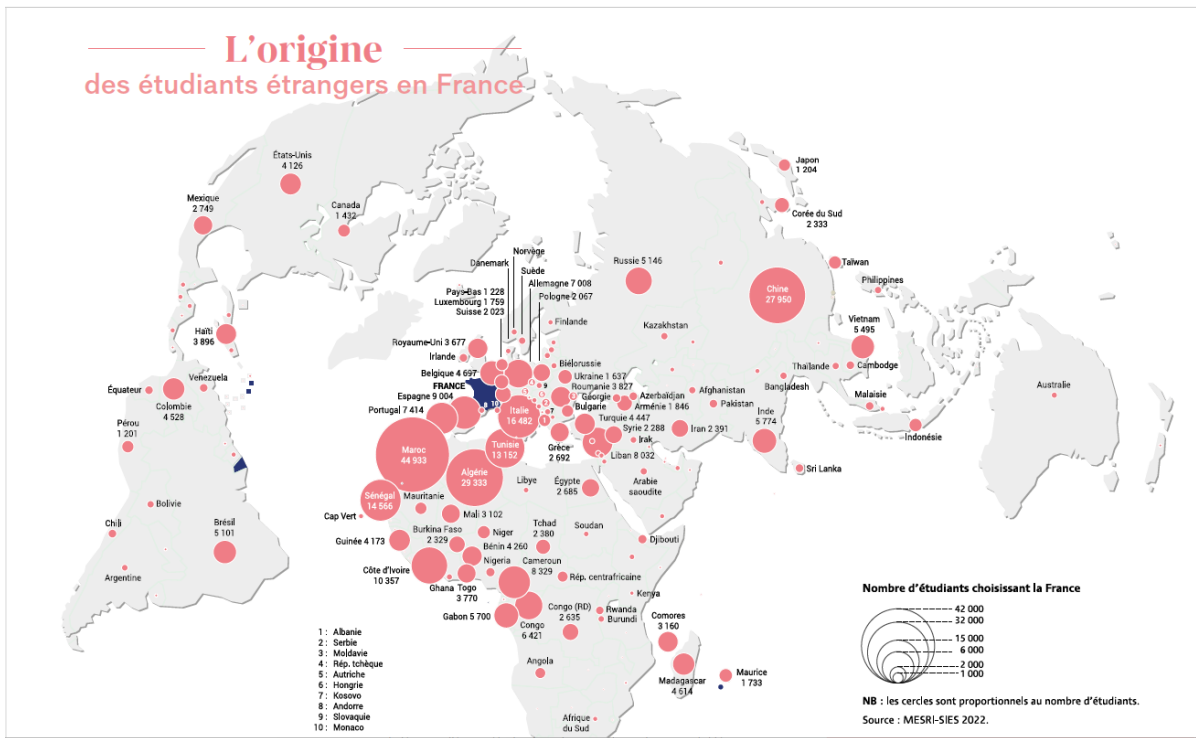 L'origine
des étudiants étrangers en France
États-Unis
4 126
Mexique
2 749
Canada
1 432
Haïti
3 896
Équateur
Venezuela
Colombie
4 528
Pérou
1 201
Bolivie
Chili
Brésil
5 101
Argentine
Norvège
Danemark
Suède
Allemagne 7 008
Pays-Bas 1 228
Pologne 2 067
Luxembourg 1 759
Suisse 2 023
Finlande
Royaume-Uni 3 677
Irlande
Biélorussie
Belgique 4 697
Ukraine 1 637
FRANCE
Roumanie 3 827
Espagne 9 004
Géorgie
Azerbaïdjan
Portugal 7 414
Italie
16 482
Bulgarie
Arménie 1 846
Turquie 4 447
Syrie 2 288
Grèce
2 692
Irak
Liban 8 032
Iran 2 391
Russie 5 146
Kazakhstan
Afghanistan
Pakistan
Chine
27 950
Japon
1 204
Corée du Sud
2 333
Taïwan
Philippines
Vietnam
5 495
Thaïlande
Cambodge
Bangladesh
Malaisie
Inde
5 774
Indonésie
Sri Lanka
Australie
Maroc
44 933
Tunisie
13 152
Algérie
29 333
Libye
Égypte
2 685
Arabie
saoudite
Sénégal
14 566
Mauritanie
Cap Vert
Mali 3 102
Guinée 4 173
Burkina Faso
2 329
Niger
Tchad
2 380
Soudan
Djibouti
Bénin 4 260
Nigeria
Côte d'Ivoire
10 357
Ghana
Togo
3 770
Cameroun
8 329
Rép. centrafricaine
Gabon 5 700
Congo
6 421
Congo (RD)
2 635
Kenya
Rwanda
Burundi
Comores
3 160
Angola
Madagascar
4 614
Maurice
1 733
Afrique
du Sud
1 : Albanie
2 : Serbie
3 : Moldavie
4 : Rép. tchèque
5 : Autriche
6 : Hongrie
7 : Kosovo
8 : Andorre
9 : Slovaquie
10 : Monaco
Nombre d'étudiants choisissant la France
42 000
32 000
15 000
6 000
2 000
1 000
NB : les cercles sont proportionnels au nombre d'étudiants.
Source : MESRI-SIES 2022.